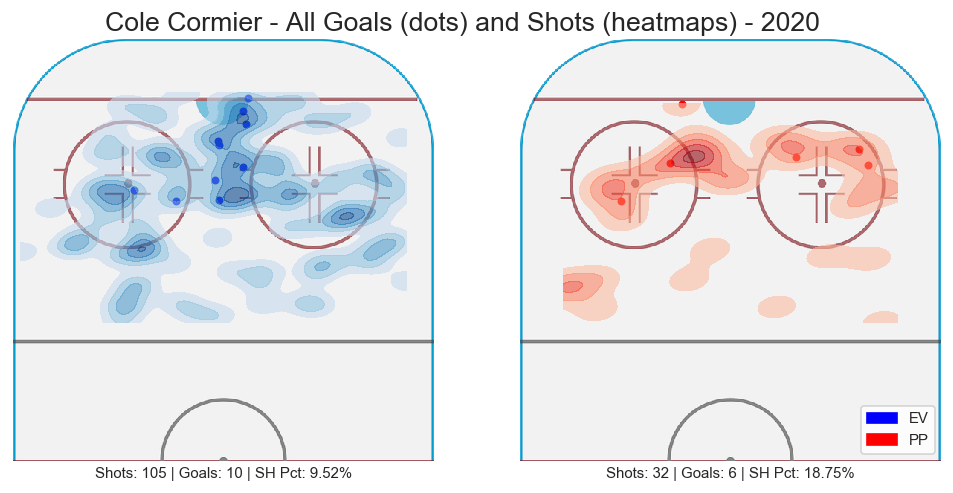 Cole Cormier - All Goals (dots) and Shots (heatmaps) - 2020
EV
PP
Shots: 105 | Goals: 10 | SH Pct: 9.52%
Shots: 32 | Goals: 6 | SH Pct: 18.75%